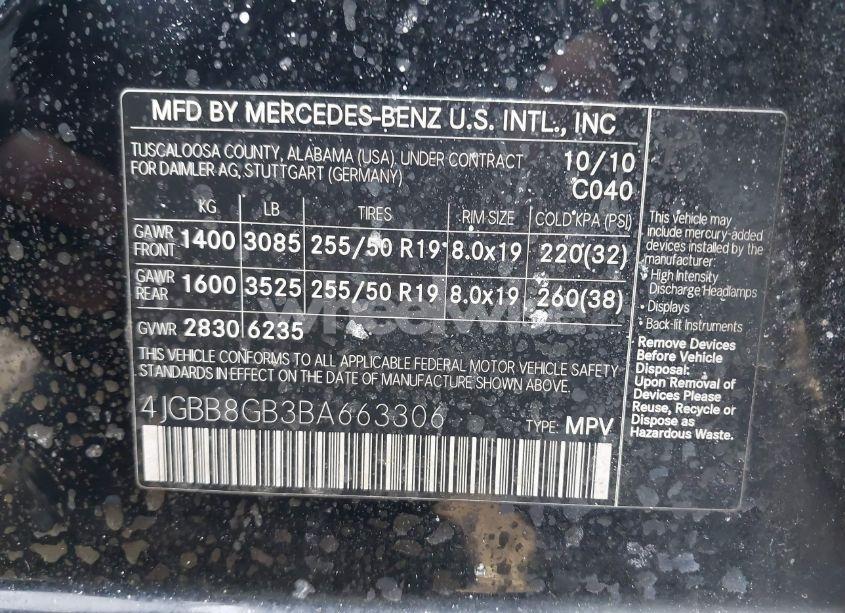 MFD BY MERCEDES-BENZ U.S. INTL., INC
TUSCALOOSA COUNTY, ALABAMA (USA). UNDER CONTRACT
FOR DAIMLER AG, STUTTGART (GERMANY)
10/10
C040
KG LB TIRES RIM SIZE COLD KPA (PSI)
GAWR FRONT 1400 3085 255/50 R19 8.0x19 220(32)
GAWR REAR 1600 3525 255/50 R19 8.0x19 260(38)
GVWR 2830 6235
THIS VEHICLE CONFORMS TO ALL APPLICABLE FEDERAL MOTOR VEHICLE SAFETY
STANDARDS IN EFFECT ON THE DATE OF MANUFACTURE SHOWN ABOVE.
4JGBB8GB3BA663306
TYPE: MPV
This vehicle may
include mercury-added
devices installed by the
manufacturer:
• High Intensity
Discharge Headlamps
• Displays
• Back-lit Instruments
Remove Devices
Before Vehicle
Disposal:
Upon Removal of
Devices Please
Reuse, Recycle or
Dispose as
Hazardous Waste.